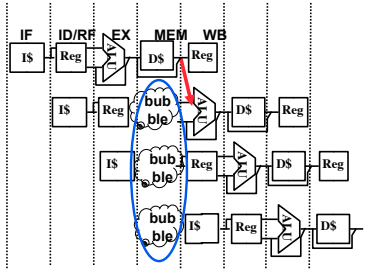 IF ID/RF EX MEM WB
I$ Reg ALU D$ Reg
I$ Reg bub ble ALU D$ Reg
I$ bub ble Reg ALU D$ Reg
bub ble I$ Reg ALU D$